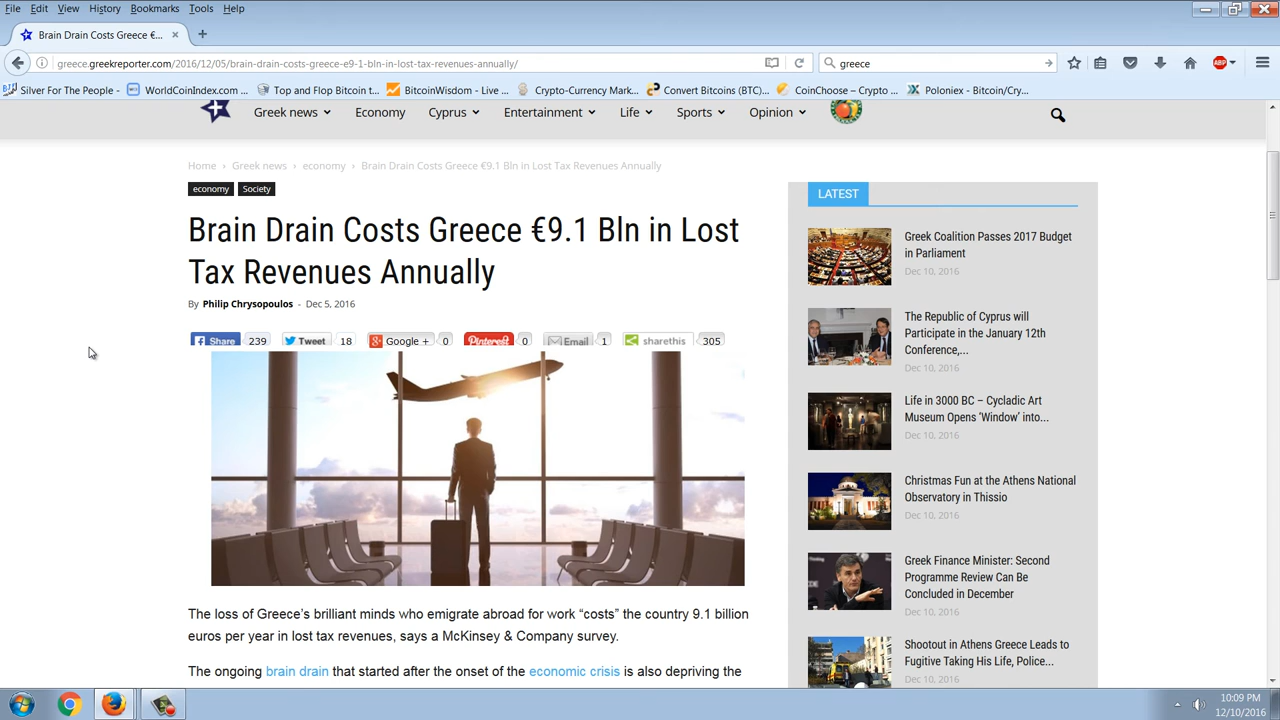 File Edit View History Bookmarks Tools Help
Brain Drain Costs Greece €...
greece.greekreporter.com/2016/12/05/brain-drain-costs-greece-e9-1-bln-in-lost-tax-revenues-annually/
greece
ABP
Silver For The People - ... WorldCoinIndex.com ... Top and Flop Bitcoin t... BitcoinWisdom - Live ... Crypto-Currency Mark... Convert Bitcoins (BTC)... CoinChoose – Crypto ... Poloniex - Bitcoin/Cry...
Greek news Economy Cyprus Entertainment Life Sports Opinion
Home › Greek news › economy › Brain Drain Costs Greece €9.1 Bln in Lost Tax Revenues Annually
economy Society
Brain Drain Costs Greece €9.1 Bln in Lost
Tax Revenues Annually
By Philip Chrysopoulos - Dec 5, 2016
Share 239 Tweet 18 Google + 0 Pinterest 0 Email 1 sharethis 305
The loss of Greece's brilliant minds who emigrate abroad for work “costs” the country 9.1 billion
euros per year in lost tax revenues, says a McKinsey & Company survey.
The ongoing brain drain that started after the onset of the economic crisis is also depriving the
LATEST
Greek Coalition Passes 2017 Budget
in Parliament
Dec 10, 2016
The Republic of Cyprus will
Participate in the January 12th
Conference,...
Dec 10, 2016
Life in 3000 BC – Cycladic Art
Museum Opens ‘Window’ into...
Dec 10, 2016
Christmas Fun at the Athens National
Observatory in Thissio
Dec 10, 2016
Greek Finance Minister: Second
Programme Review Can Be
Concluded in December
Dec 10, 2016
Shootout in Athens Greece Leads to
Fugitive Taking His Life, Police...
Dec 10, 2016
10:09 PM
12/10/2016